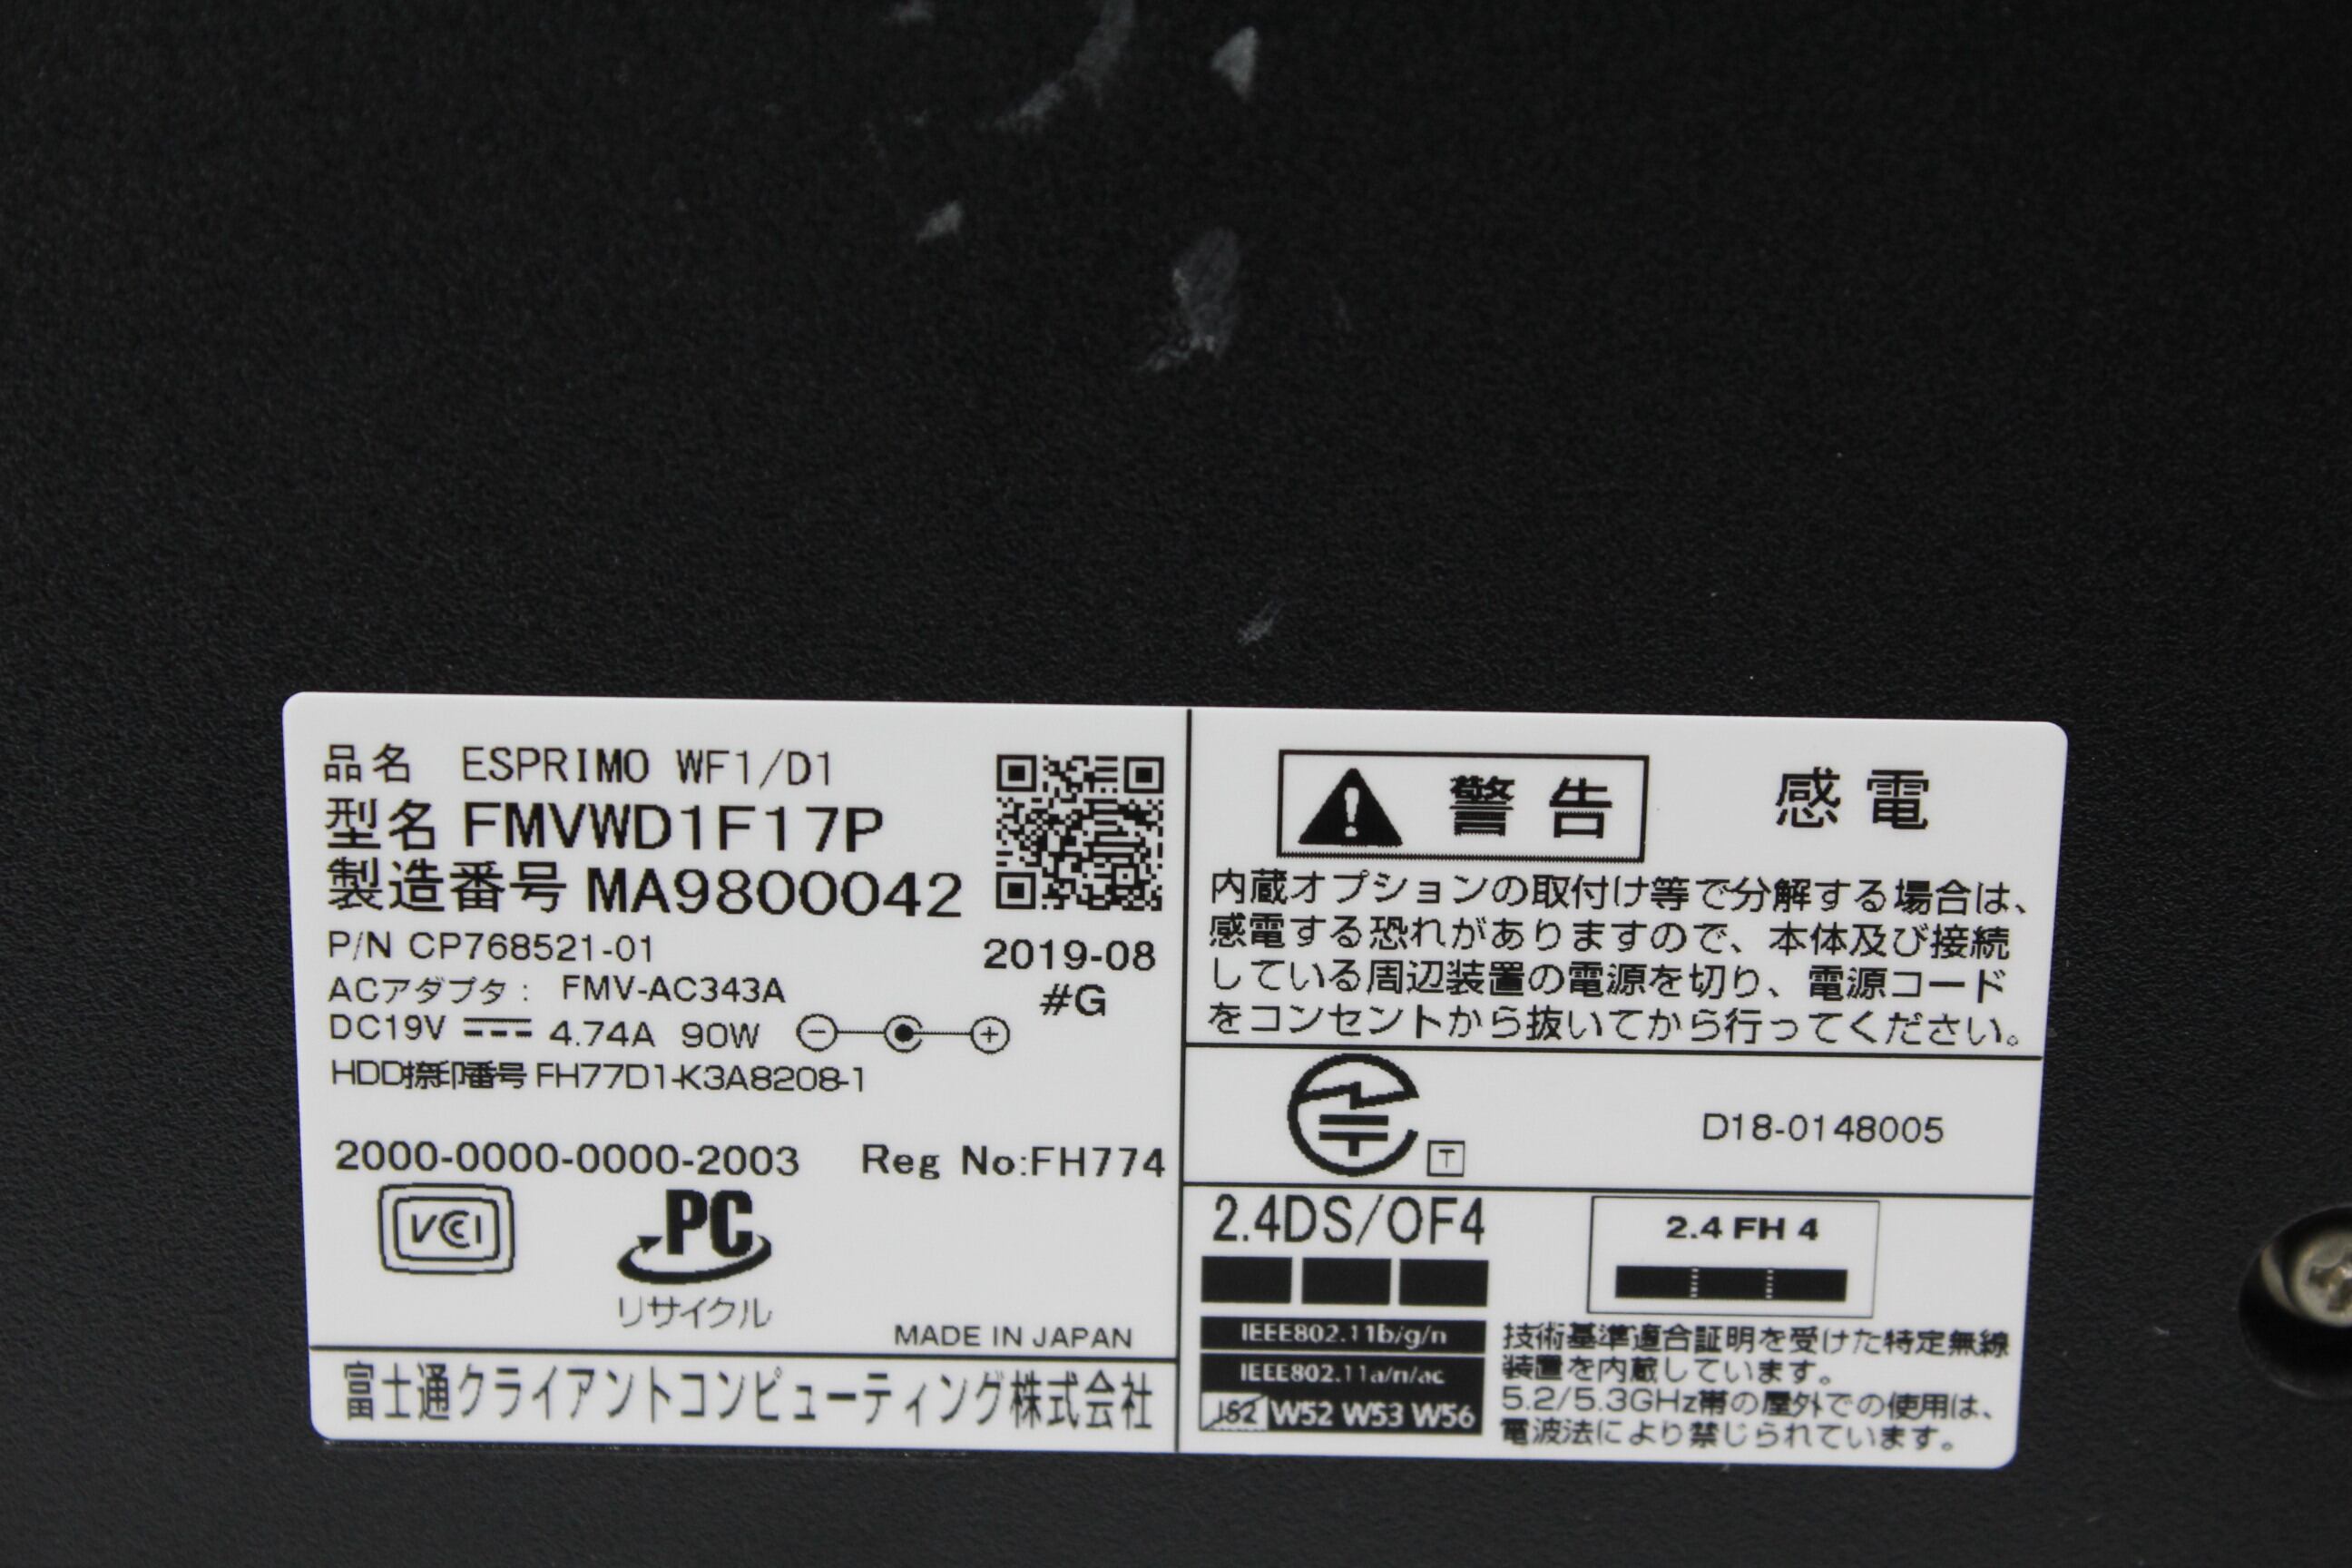 品名 ESPRIMO WF1/D1
型名 FMVWD1F17P
製造番号 MA9800042
P/N CP768521-01
2019-08
#G
ACアダプタ: FMV-AC343A
DC19V 4.74A 90W
HDD捺印番号 FH77D1-K3A8208-1
2000-0000-0000-2003 Reg No:FH774
VCCI
PC
リサイクル
MADE IN JAPAN
富士通クライアントコンピューティング株式会社
警告 感電
内蔵オプションの取付け等で分解する場合は、
感電する恐れがありますので、本体及び接続
している周辺装置の電源を切り、電源コード
をコンセントから抜いてから行ってください。
T D18-0148005
2.4DS/OF4
2.4 FH 4
IEEE802.11b/g/n
IEEE802.11a/n/ac
J52 W52 W53 W56
技術基準適合証明を受けた特定無線
装置を内蔵しています。
5.2/5.3GHz帯の屋外での使用は、
電波法により禁じられています。